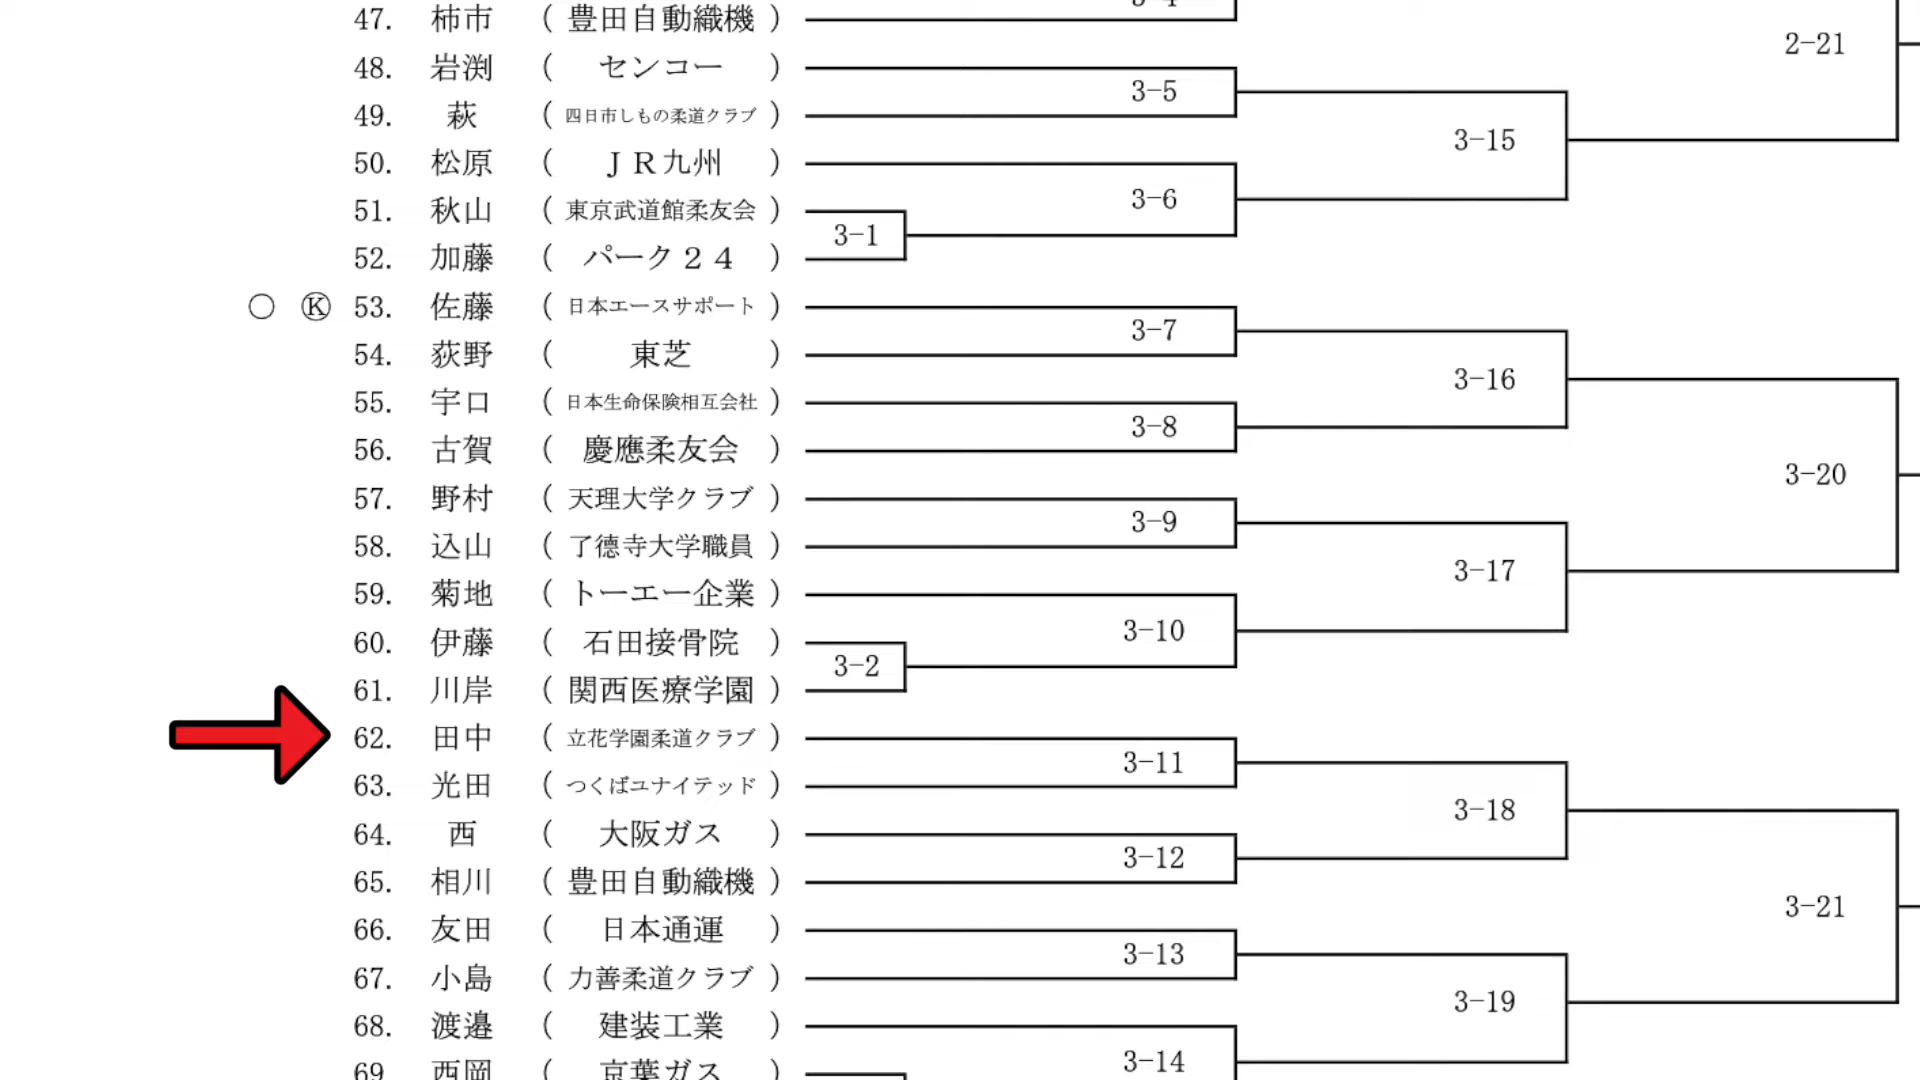 47. 柿市 ( 豊田自動織機 )
3-4
2-21
48. 岩渕 ( センコー )
3-5
49. 萩 ( 四日市しもの柔道クラブ )
3-15
50. 松原 ( ＪＲ九州 )
3-6
51. 秋山 ( 東京武道館柔友会 )
3-1
52. 加藤 ( パーク２４ )
○ Ⓚ 53. 佐藤 ( 日本エースサポート )
3-7
54. 荻野 ( 東芝 )
3-16
55. 宇口 ( 日本生命保険相互会社 )
3-8
56. 古賀 ( 慶應柔友会 )
3-20
57. 野村 ( 天理大学クラブ )
3-9
58. 込山 ( 了德寺大学職員 )
3-17
59. 菊地 ( トーエー企業 )
3-10
60. 伊藤 ( 石田接骨院 )
3-2
61. 川岸 ( 関西医療学園 )
62. 田中 ( 立花学園柔道クラブ )
3-11
63. 光田 ( つくばユナイテッド )
3-18
64. 西 ( 大阪ガス )
3-12
65. 相川 ( 豊田自動織機 )
3-21
66. 友田 ( 日本通運 )
3-13
67. 小島 ( 力善柔道クラブ )
3-19
68. 渡邉 ( 建装工業 )
3-14
69. 西岡 ( 京葉ガス )